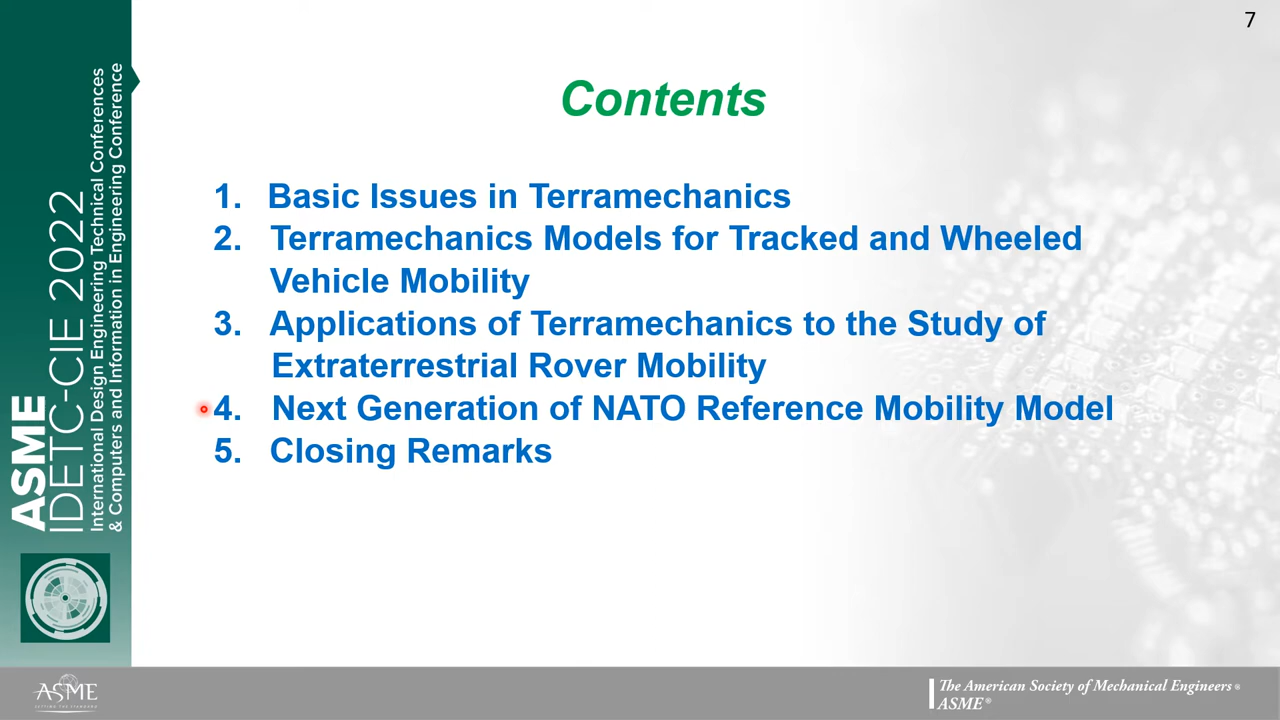 7
Contents
1. Basic Issues in Terramechanics
2. Terramechanics Models for Tracked and Wheeled
Vehicle Mobility
3. Applications of Terramechanics to the Study of
Extraterrestrial Rover Mobility
4. Next Generation of NATO Reference Mobility Model
5. Closing Remarks
ASME
IDETC-CIE 2022
International Design Engineering Technical Conferences
& Computers and Information in Engineering Conference
ASME
SETTING THE STANDARD
The American Society of Mechanical Engineers ®
ASME ®